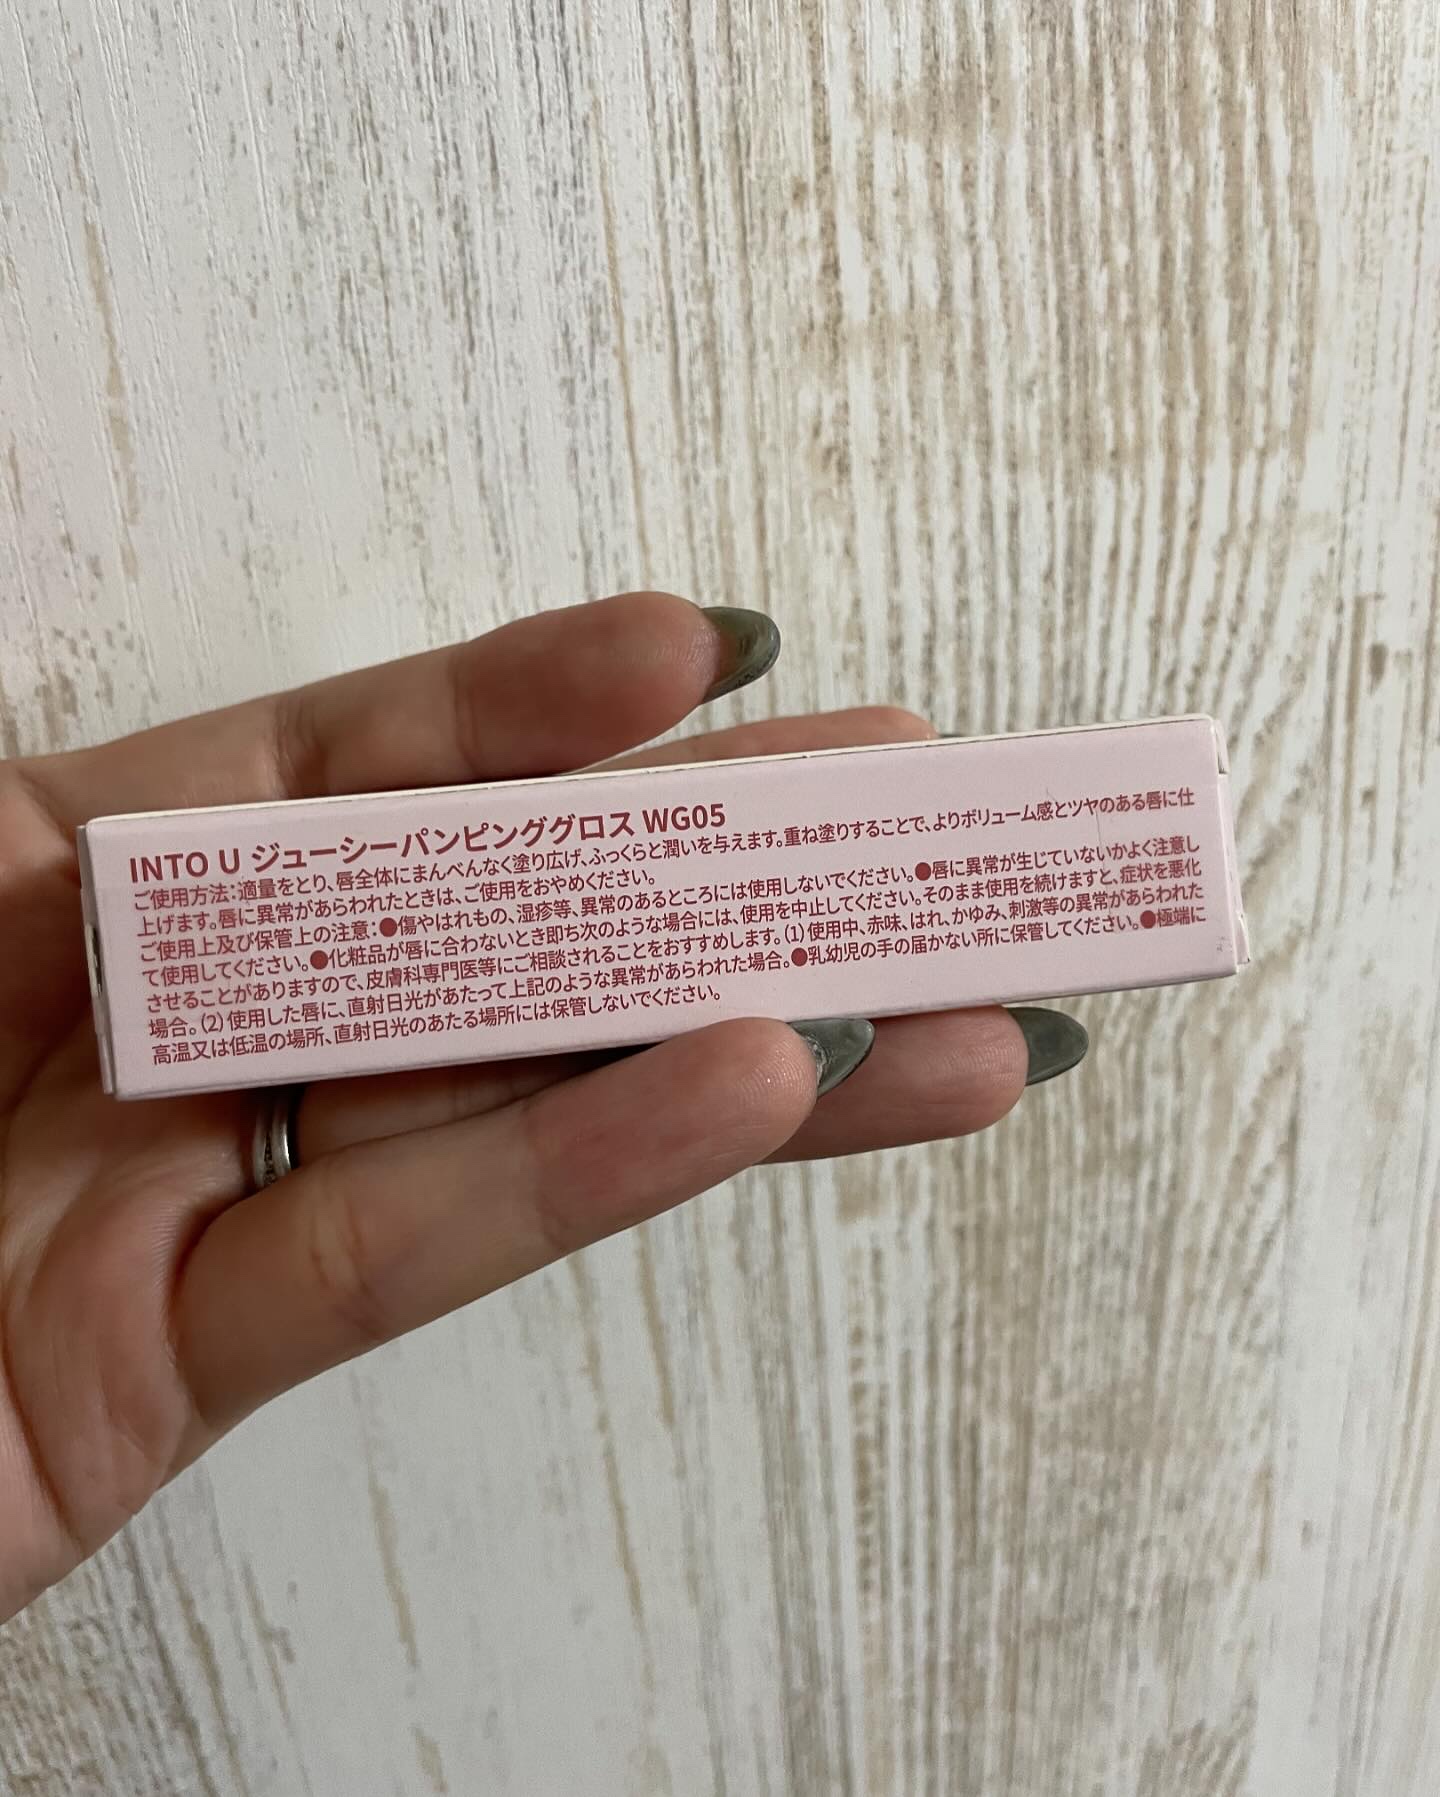 INTO U ジューシーパンピンググロス WG05
ご使用方法：適量をとり、唇全体にまんべんなく塗り広げ、ふっくらと潤いを与えます。重ね塗りすることで、よりボリューム感とツヤのある唇に仕
上げます。唇に異常があらわれたときは、ご使用をおやめください。
ご使用上及び保管上の注意：●傷やはれもの、湿疹等、異常のあるところには使用しないでください。●唇に異常が生じていないかよく注意し
て使用してください。●化粧品が唇に合わないとき即ち次のような場合には、使用を中止してください。そのまま使用を続けますと、症状を悪化
させることがありますので、皮膚科専門医等にご相談されることをおすすめします。（1）使用中、赤味、はれ、かゆみ、刺激等の異常があらわれた
場合。（2）使用した唇に、直射日光があたって上記のような異常があらわれた場合。●乳幼児の手の届かない所に保管してください。●極端に
高温又は低温の場所、直射日光のあたる場所には保管しないでください。